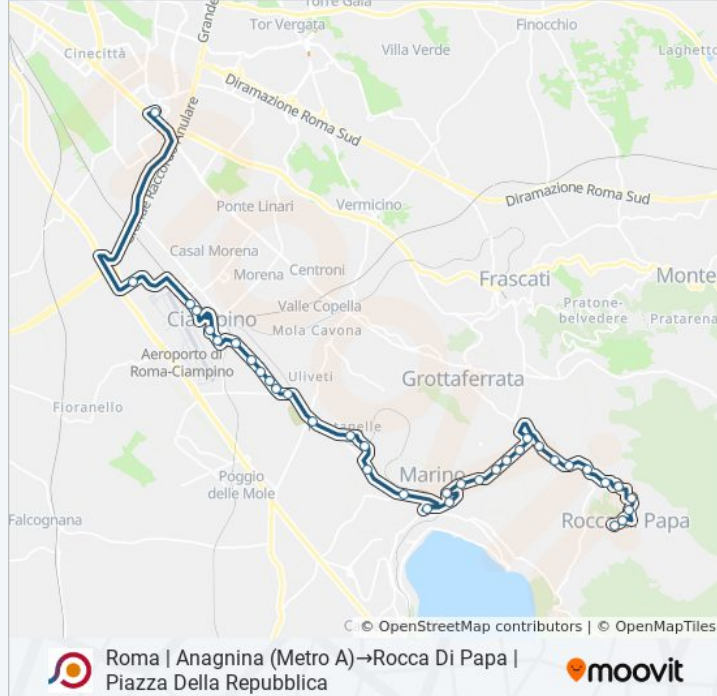 Torre Gaia
Grande
Tor Vergata
Finocchio
Cinecittà
Villa Verde
Laghetto
Diramazione Roma Sud
Grande Raccordo Anulare
Vermicino
Diramazione Roma Sud
Ponte Linari
Casal Morena
Morena
Centroni
Frascati
Monte
Valle Copella
Pratone-
belvedere
Ciampino
Mola Cavona
Pratarena
Aeroporto di
Roma-Ciampino
Uliveti
Grottaferrata
Fioranello
Marino
Poggio
delle Mole
Falcognana
Rocca
Papa
© OpenStreetMap contributors | © OpenMapTiles
Roma | Anagnina (Metro A)→Rocca Di Papa |
Piazza Della Repubblica
moovit